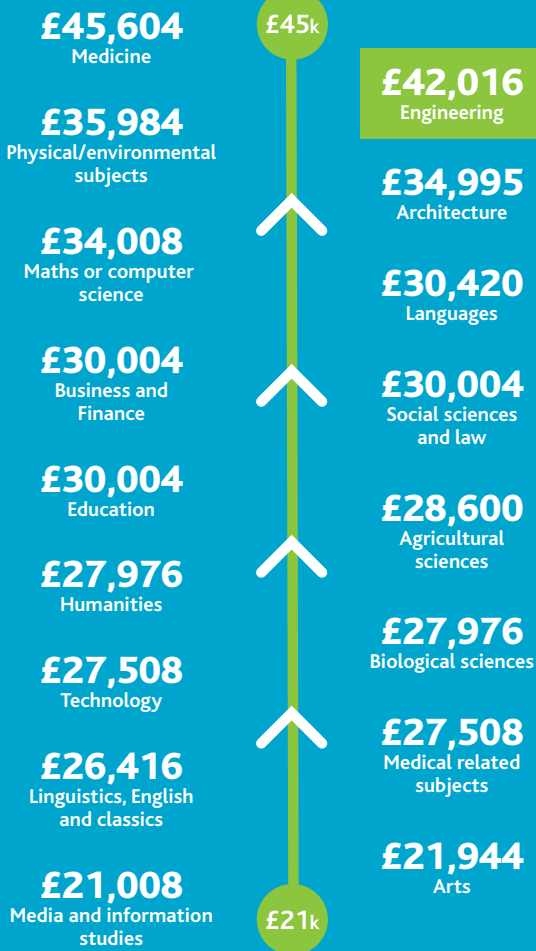 £45,604
Medicine
£35,984
Physical/environmental
subjects
£34,008
Maths or computer
science
£30,004
Business and
Finance
£30,004
Education
£27,976
Humanities
£27,508
Technology
£26,416
Linguistics, English
and classics
£21,008
Media and information
studies
£45k
£21k
£42,016
Engineering
£34,995
Architecture
£30,420
Languages
£30,004
Social sciences
and law
£28,600
Agricultural
sciences
£27,976
Biological sciences
£27,508
Medical related
subjects
£21,944
Arts